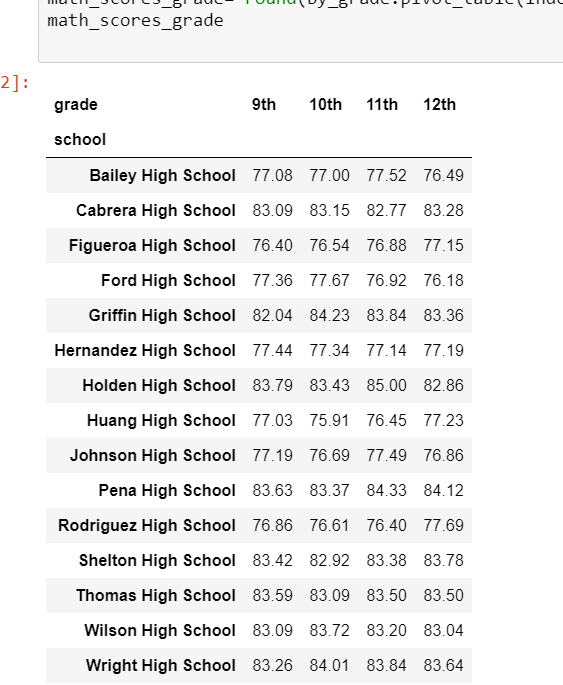 math_scores_grade= round(by_grade.pivot_table(
math_scores_grade
2]:
grade 9th 10th 11th 12th
school
Bailey High School 77.08 77.00 77.52 76.49
Cabrera High School 83.09 83.15 82.77 83.28
Figueroa High School 76.40 76.54 76.88 77.15
Ford High School 77.36 77.67 76.92 76.18
Griffin High School 82.04 84.23 83.84 83.36
Hernandez High School 77.44 77.34 77.14 77.19
Holden High School 83.79 83.43 85.00 82.86
Huang High School 77.03 75.91 76.45 77.23
Johnson High School 77.19 76.69 77.49 76.86
Pena High School 83.63 83.37 84.33 84.12
Rodriguez High School 76.86 76.61 76.40 77.69
Shelton High School 83.42 82.92 83.38 83.78
Thomas High School 83.59 83.09 83.50 83.50
Wilson High School 83.09 83.72 83.20 83.04
Wright High School 83.26 84.01 83.84 83.64